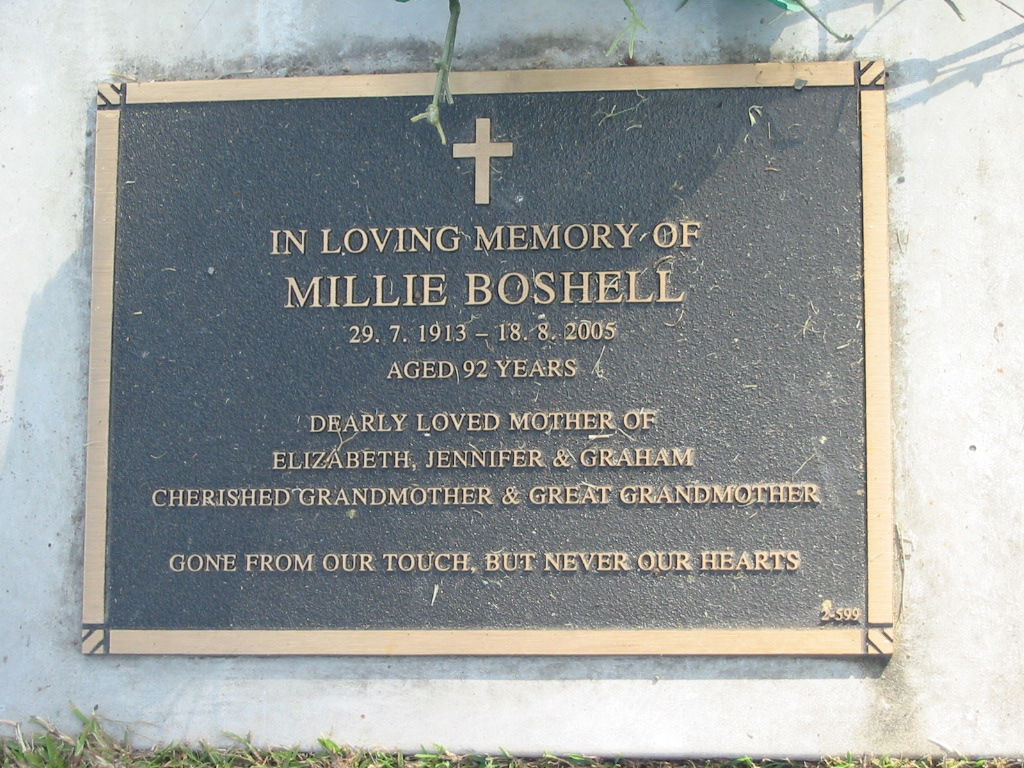 IN LOVING MEMORY OF
MILLIE BOSHELL
29. 7. 1913 – 18. 8. 2005
AGED 92 YEARS
DEARLY LOVED MOTHER OF
ELIZABETH, JENNIFER & GRAHAM
CHERISHED GRANDMOTHER & GREAT GRANDMOTHER
GONE FROM OUR TOUCH, BUT NEVER OUR HEARTS
2-599